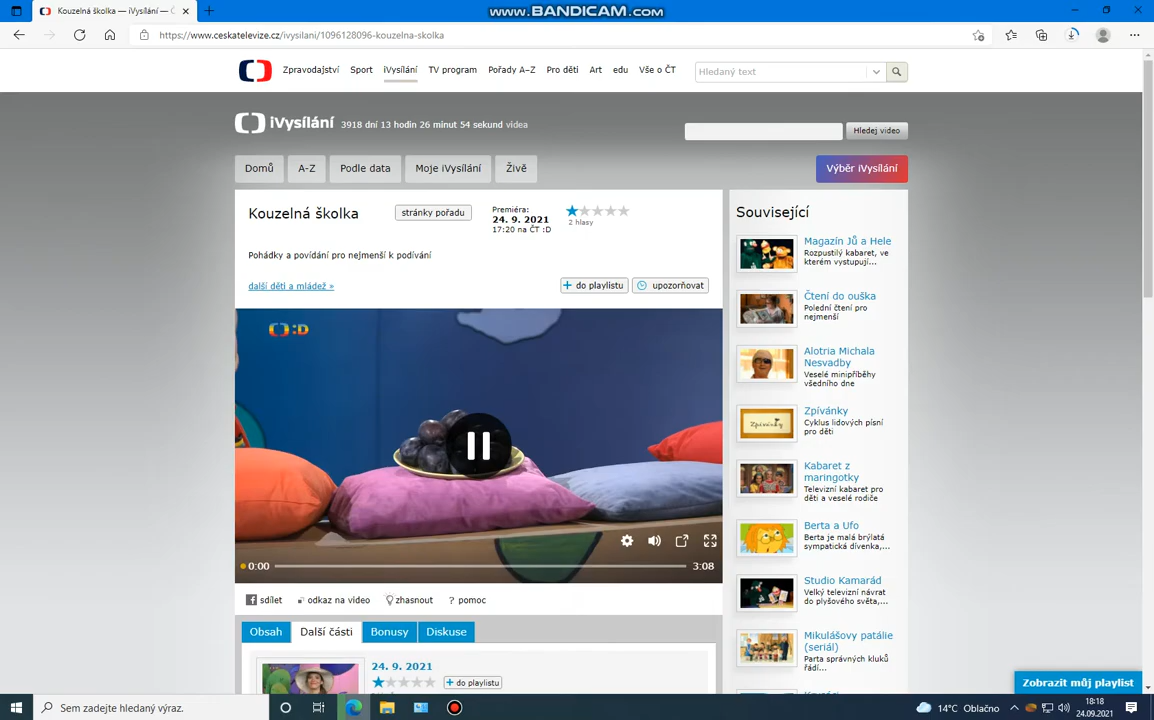 www.BANDICAM.com
Kouzelná školka — iVysílání — Č
https://www.ceskatelevize.cz/ivysilani/1096128096-kouzelna-skolka
Zpravodajství Sport iVysílání TV program Pořady A–Z Pro děti Art edu Vše o ČT
Hledaný text
iVysílání 3918 dní 13 hodin 26 minut 54 sekund videa
Hledej video
Domů A-Z Podle data Moje iVysílání Živě
Výběr iVysílání
Kouzelná školka
stránky pořadu
Premiéra:
24. 9. 2021
17:20 na ČT :D
2 hlasy
Pohádky a povídání pro nejmenší k podívání
další děti a mládež »
+ do playlistu
upozorňovat
:D
0:00
3:08
sdílet odkaz na video zhasnout ? pomoc
Obsah Další části Bonusy Diskuse
24. 9. 2021
+ do playlistu
Související
Magazín Jů a Hele
Rozpustilý kabaret, ve
kterém vystupují...
Čtení do ouška
Polední čtení pro
nejmenší
Alotria Michala
Nesvadby
Veselé minipříběhy
všedního dne
Zpívánky
Zpívánky
Cyklus lidových písní
pro děti
Kabaret z
maringotky
Televizní kabaret pro
děti a veselé rodiče
Berta a Ufo
Berta je malá brýlatá
sympatická dívenka,...
Studio Kamarád
Velký televizní návrat
do plyšového světa,...
Mikulášovy patálie
(seriál)
Parta správných kluků
řádí...
Zobrazit můj playlist
Sem zadejte hledaný výraz.
14°C Oblačno
18:18
24.09.2021